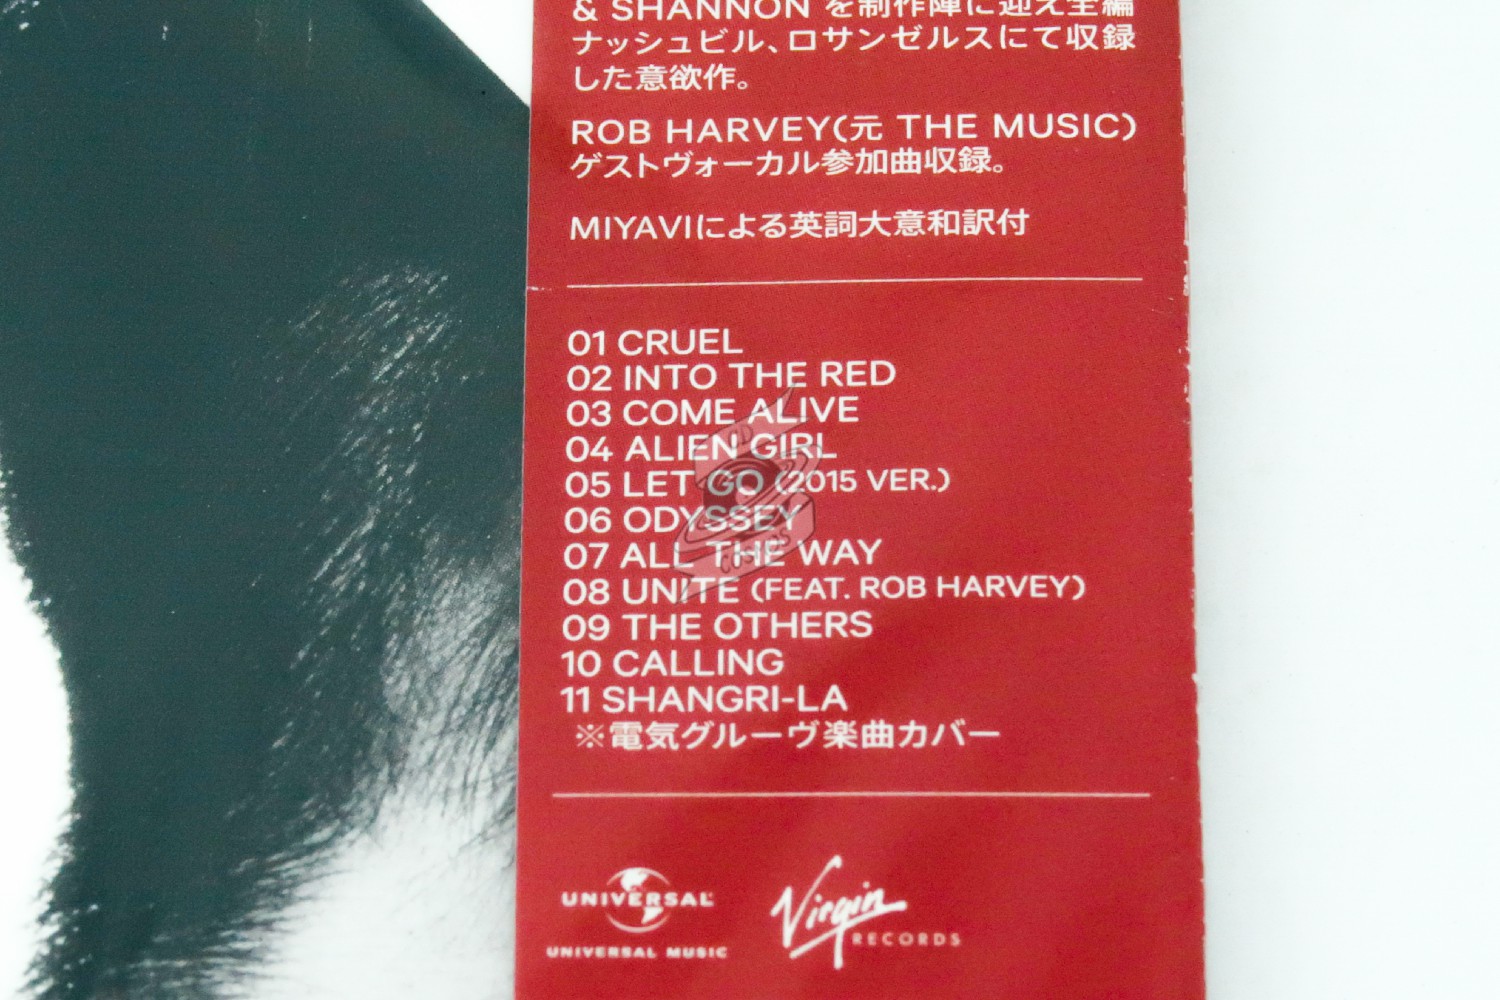 & SHANNON を制作陣に迎え全編
ナッシュビル、ロサンゼルスにて収録
した意欲作。
ROB HARVEY(元 THE MUSIC)
ゲストヴォーカル参加曲収録。
MIYAVIによる英詞大意和訳付
01 CRUEL
02 INTO THE RED
03 COME ALIVE
04 ALIEN GIRL
05 LET GO (2015 VER.)
06 ODYSSEY
07 ALL THE WAY
08 UNITE (FEAT. ROB HARVEY)
09 THE OTHERS
10 CALLING
11 SHANGRI-LA
※電気グルーヴ楽曲カバー
UNIVERSAL
UNIVERSAL MUSIC
Virgin
RECORDS
CD
COSMOS